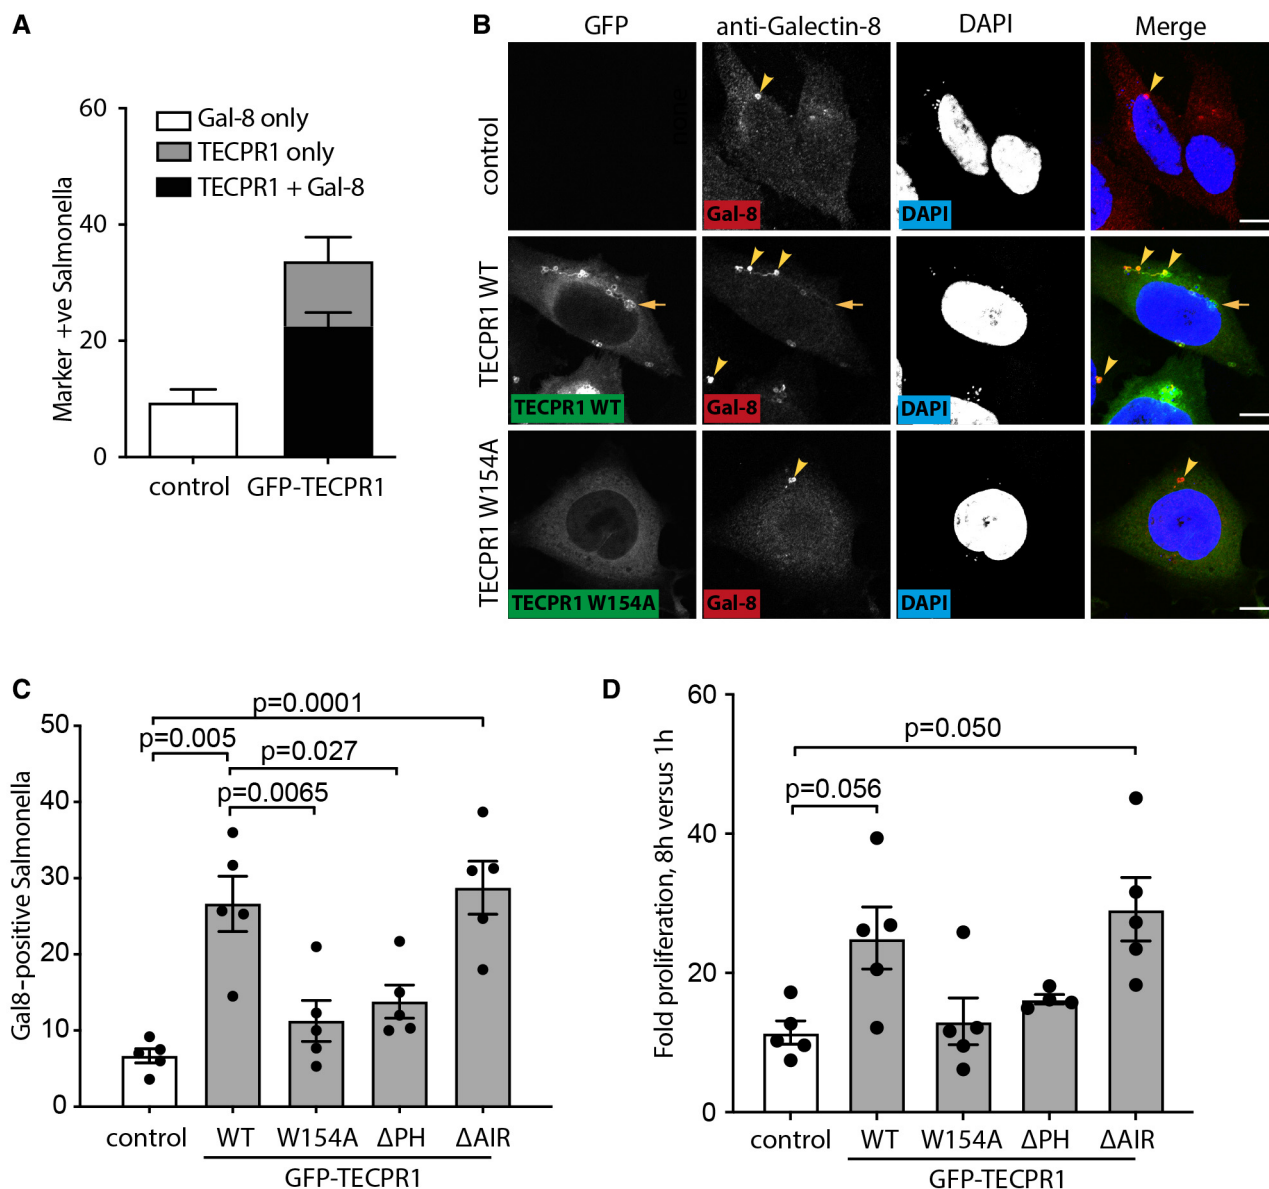 A
60
40
20
0
Marker +ve Salmonella
Gal-8 only
TECPR1 only
TECPR1 + Gal-8
control GFP-TECPR1
B
GFP anti-Galectin-8 DAPI Merge
control
Gal-8 DAPI
TECPR1 WT
TECPR1 WT Gal-8 DAPI
TECPR1 W154A
TECPR1 W154A Gal-8 DAPI
C
p=0.0001
p=0.005
p=0.027
p=0.0065
50
40
30
20
10
0
Gal8-positive Salmonella
control WT W154A ΔPH ΔAIR
GFP-TECPR1
D
p=0.050
p=0.056
60
40
20
0
Fold proliferation, 8h versus 1h
control WT W154A ΔPH ΔAIR
GFP-TECPR1